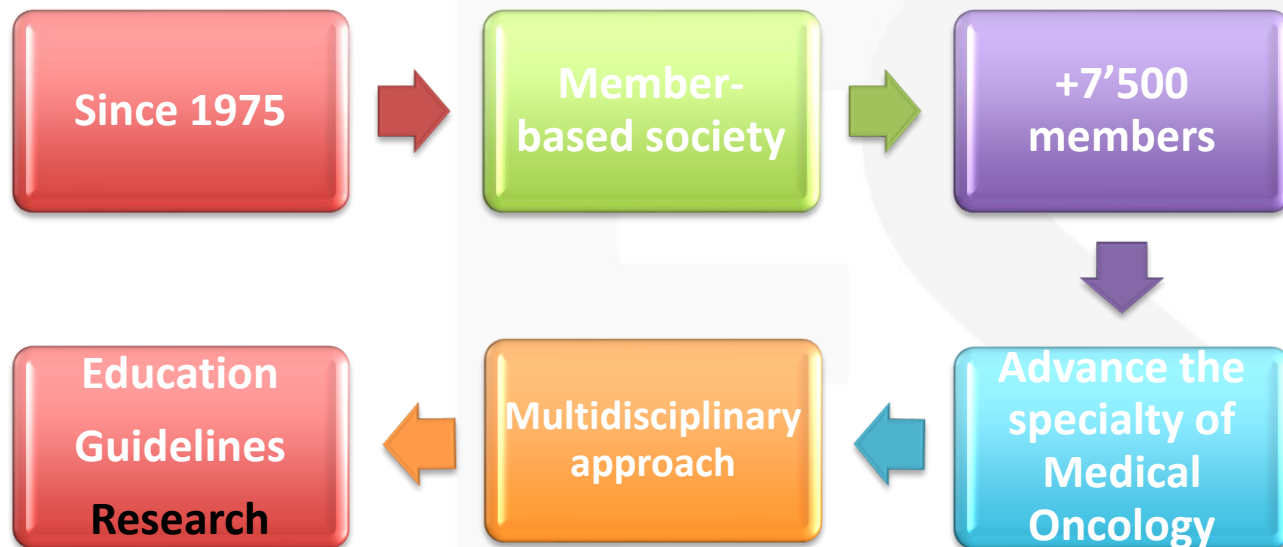 Since 1975
Member-
based society
+7’500
members
Advance the
specialty of
Medical
Oncology
Multidisciplinary
approach
Education
Guidelines
Research